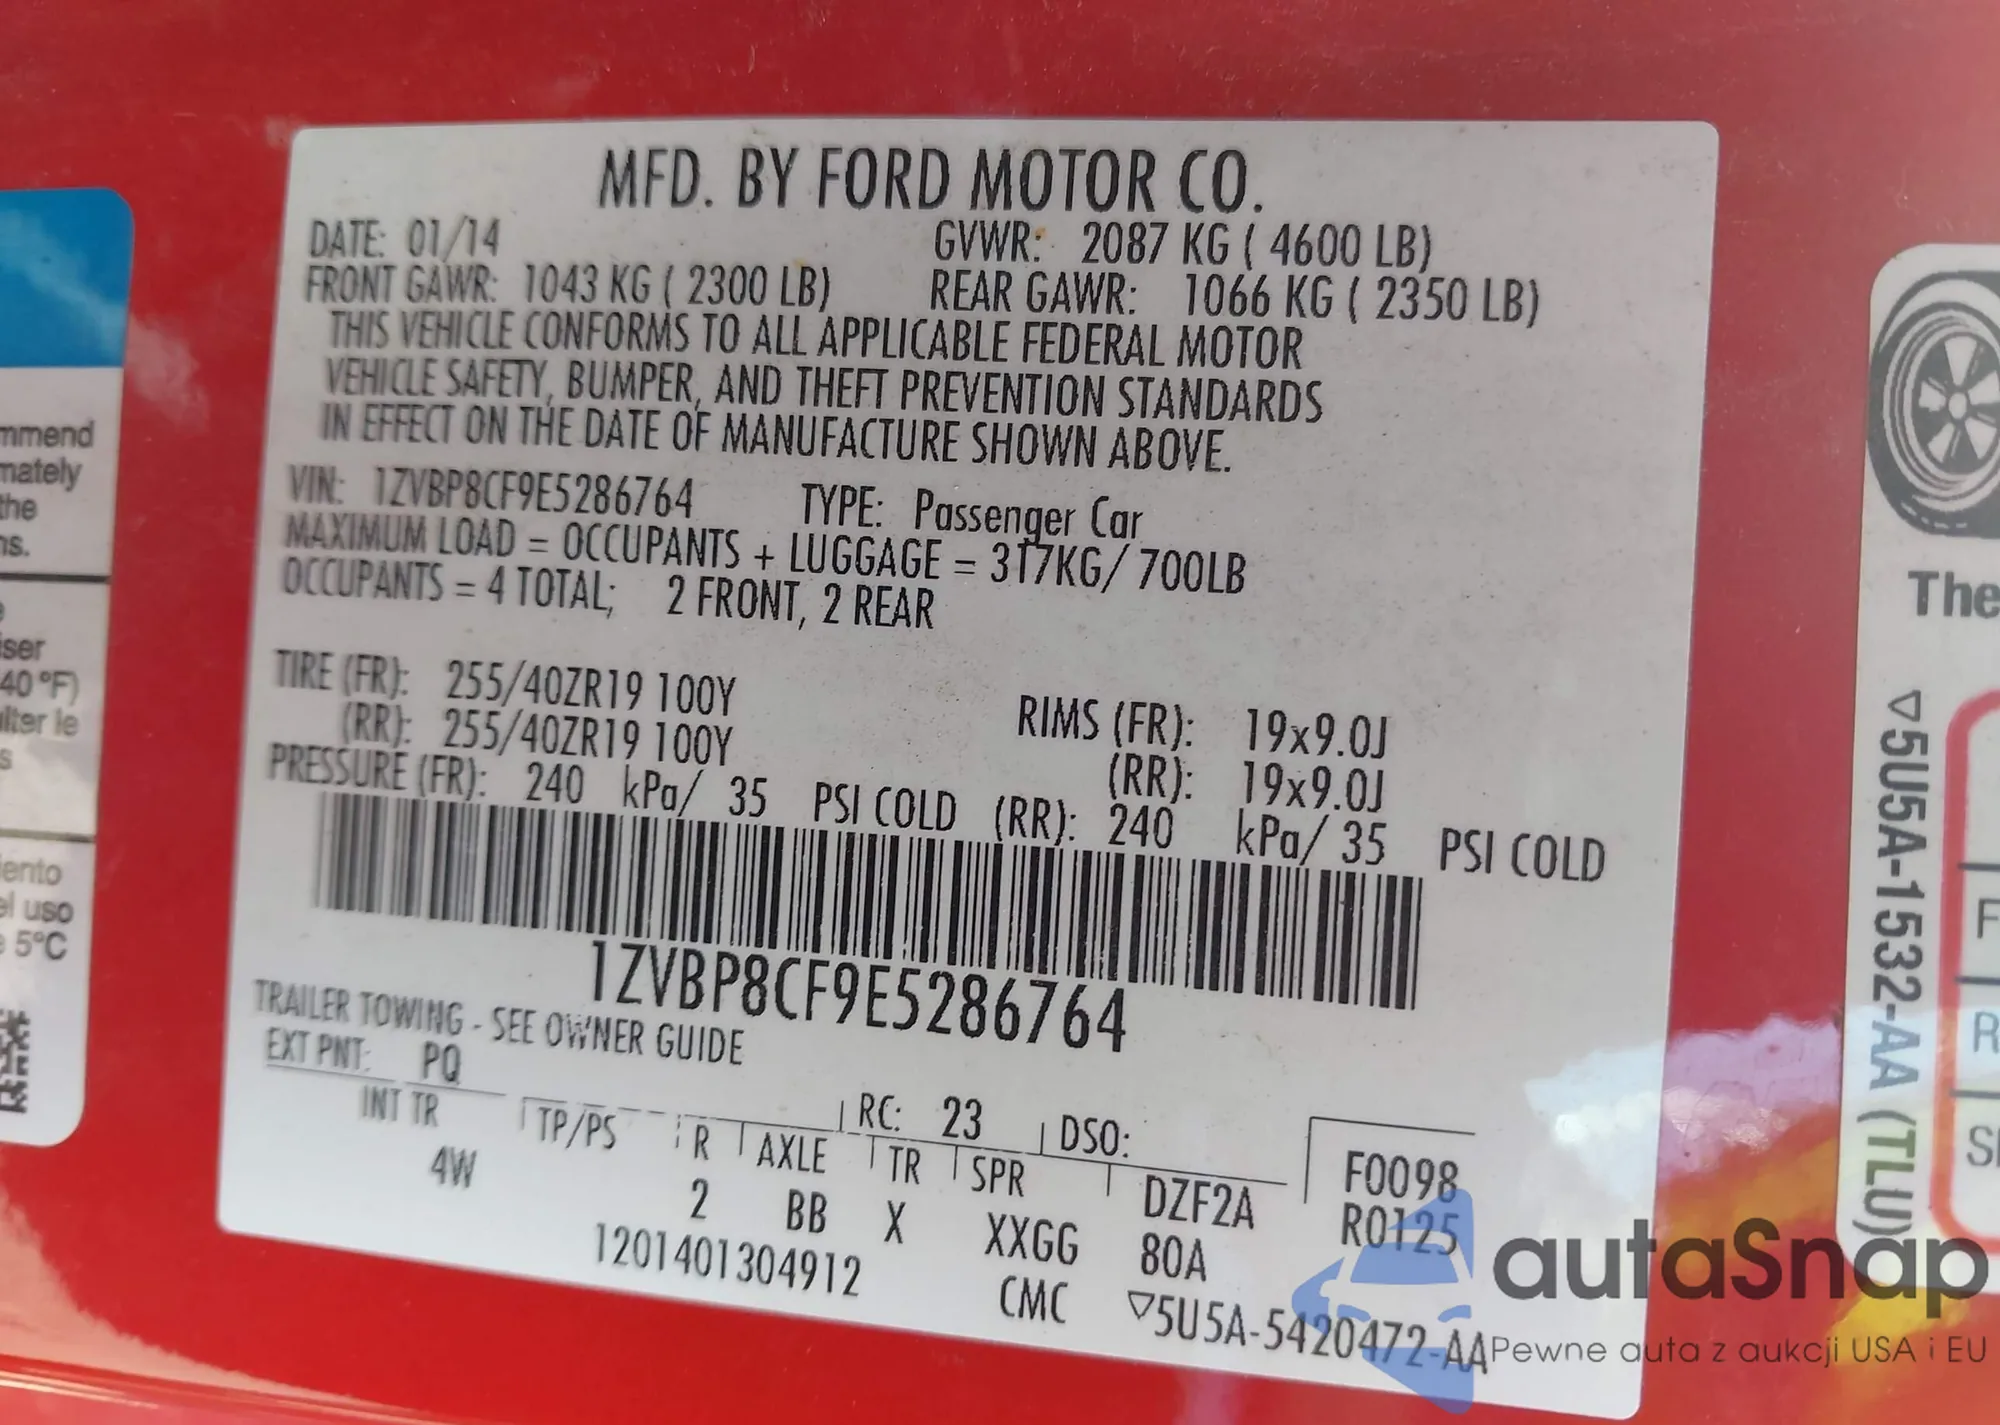 MFD. BY FORD MOTOR CO.
DATE: 01/14 GVWR: 2087 KG ( 4600 LB)
FRONT GAWR: 1043 KG ( 2300 LB) REAR GAWR: 1066 KG ( 2350 LB)
THIS VEHICLE CONFORMS TO ALL APPLICABLE FEDERAL MOTOR
VEHICLE SAFETY, BUMPER, AND THEFT PREVENTION STANDARDS
IN EFFECT ON THE DATE OF MANUFACTURE SHOWN ABOVE.
VIN: 1ZVBP8CF9E5286764 TYPE: Passenger Car
MAXIMUM LOAD = OCCUPANTS + LUGGAGE = 317KG/ 700LB
OCCUPANTS = 4 TOTAL; 2 FRONT, 2 REAR
TIRE (FR): 255/40ZR19 100Y RIMS (FR): 19x9.0J
(RR): 255/40ZR19 100Y (RR): 19x9.0J
PRESSURE (FR): 240 kPa/ 35 PSI COLD (RR): 240 kPa/ 35 PSI COLD
1ZVBP8CF9E5286764
TRAILER TOWING - SEE OWNER GUIDE
EXT PNT: PQ RC: 23 DSO: F0098
INT TR TP/PS R AXLE TR SPR DZF2A R0125
4W 2 BB X XXGG 80A
1201401304912 CMC ▽5U5A-5420472-AA
mmend
mately
the
ns.
iser
40°F)
ulter le
s
iento
el uso
e 5°C
The
▽5U5A-1532-AA (TLU)
F
R
autaSnap
Pewne auta z aukcji USA i EU